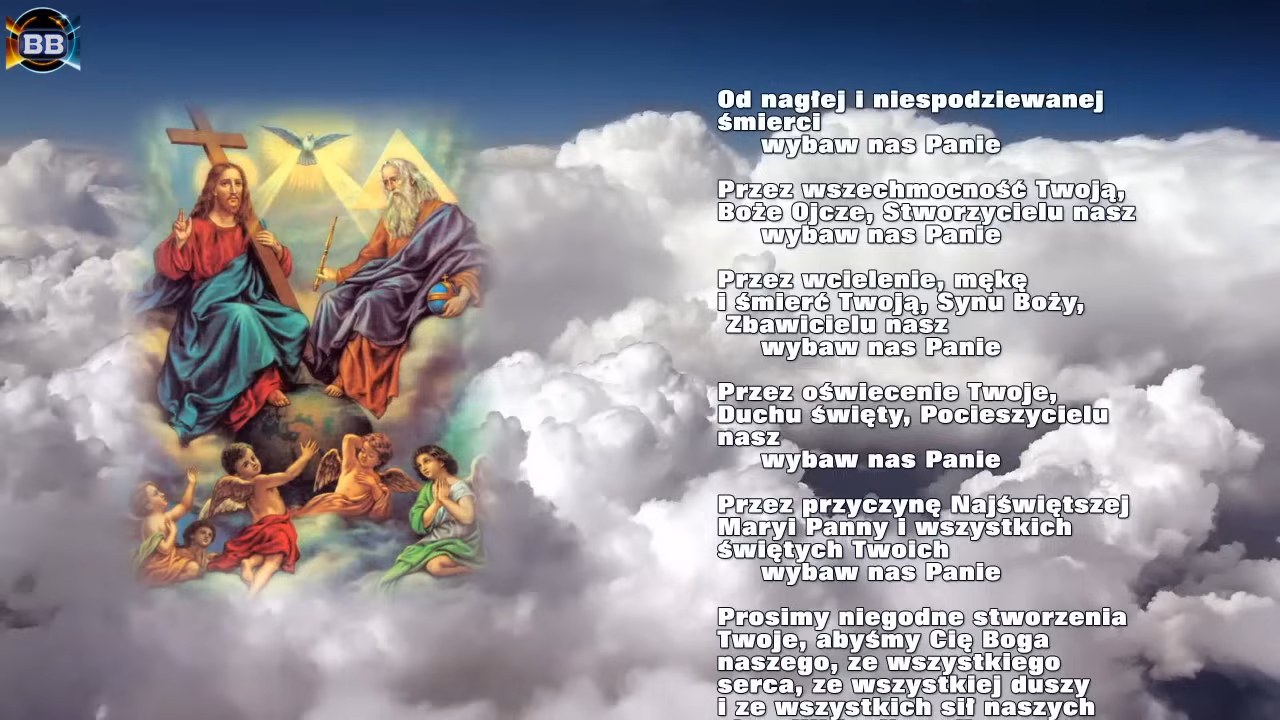 BB
Od nagłej i niespodziewanej
śmierci
wybaw nas Panie
Przez wszechmocność Twoją,
Boże Ojcze, Stworzycielu nasz
wybaw nas Panie
Przez wcielenie, mękę
i śmierć Twoją, Synu Boży,
Zbawicielu nasz
wybaw nas Panie
Przez oświecenie Twoje,
Duchu święty, Pocieszycielu
nasz
wybaw nas Panie
Przez przyczynę Najświętszej
Maryi Panny i wszystkich
świętych Twoich
wybaw nas Panie
Prosimy niegodne stworzenia
Twoje, abyśmy Cię Boga
naszego, ze wszystkiego
serca, ze wszystkiej duszy
i ze wszystkich sił naszych